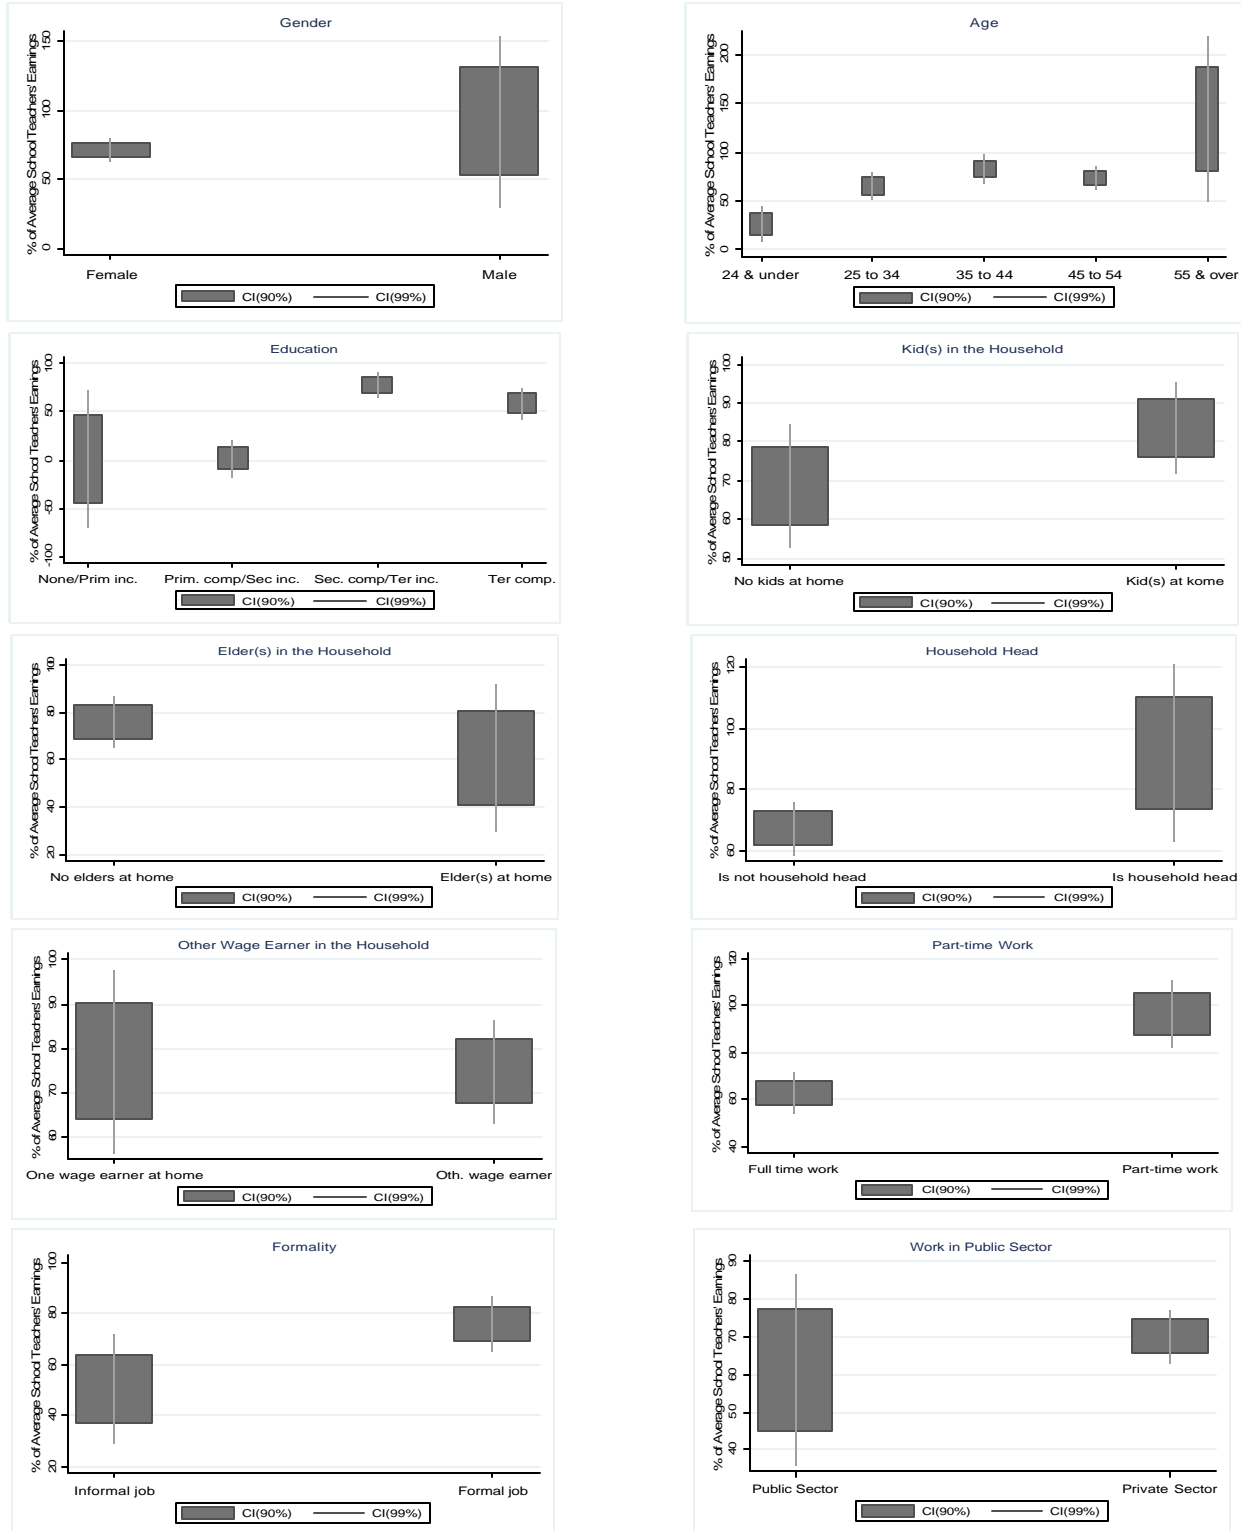 Gender
% of Average School Teachers' Earnings
150
100
50
0
Female Male
CI(90%) CI(99%)
Age
% of Average School Teachers' Earnings
200
150
100
50
0
24 & under 25 to 34 35 to 44 45 to 54 55 & over
CI(90%) CI(99%)
Education
% of Average School Teachers' Earnings
100
50
0
-50
-100
None/Prim inc. Prim. comp/Sec inc. Sec. comp/Ter inc. Ter comp.
CI(90%) CI(99%)
Kid(s) in the Household
% of Average School Teachers' Earnings
100
90
80
70
60
50
No kids at home Kid(s) at kome
CI(90%) CI(99%)
Elder(s) in the Household
% of Average School Teachers' Earnings
100
80
60
40
20
No elders at home Elder(s) at home
CI(90%) CI(99%)
Household Head
% of Average School Teachers' Earnings
120
100
80
60
Is not household head Is household head
CI(90%) CI(99%)
Other Wage Earner in the Household
% of Average School Teachers' Earnings
100
90
80
70
60
One wage earner at home Oth. wage earner
CI(90%) CI(99%)
Part-time Work
% of Average School Teachers' Earnings
120
100
80
60
40
Full time work Part-time work
CI(90%) CI(99%)
Formality
% of Average School Teachers' Earnings
100
80
60
40
20
Informal job Formal job
CI(90%) CI(99%)
Work in Public Sector
% of Average School Teachers' Earnings
90
80
70
60
50
40
Public Sector Private Sector
CI(90%) CI(99%)